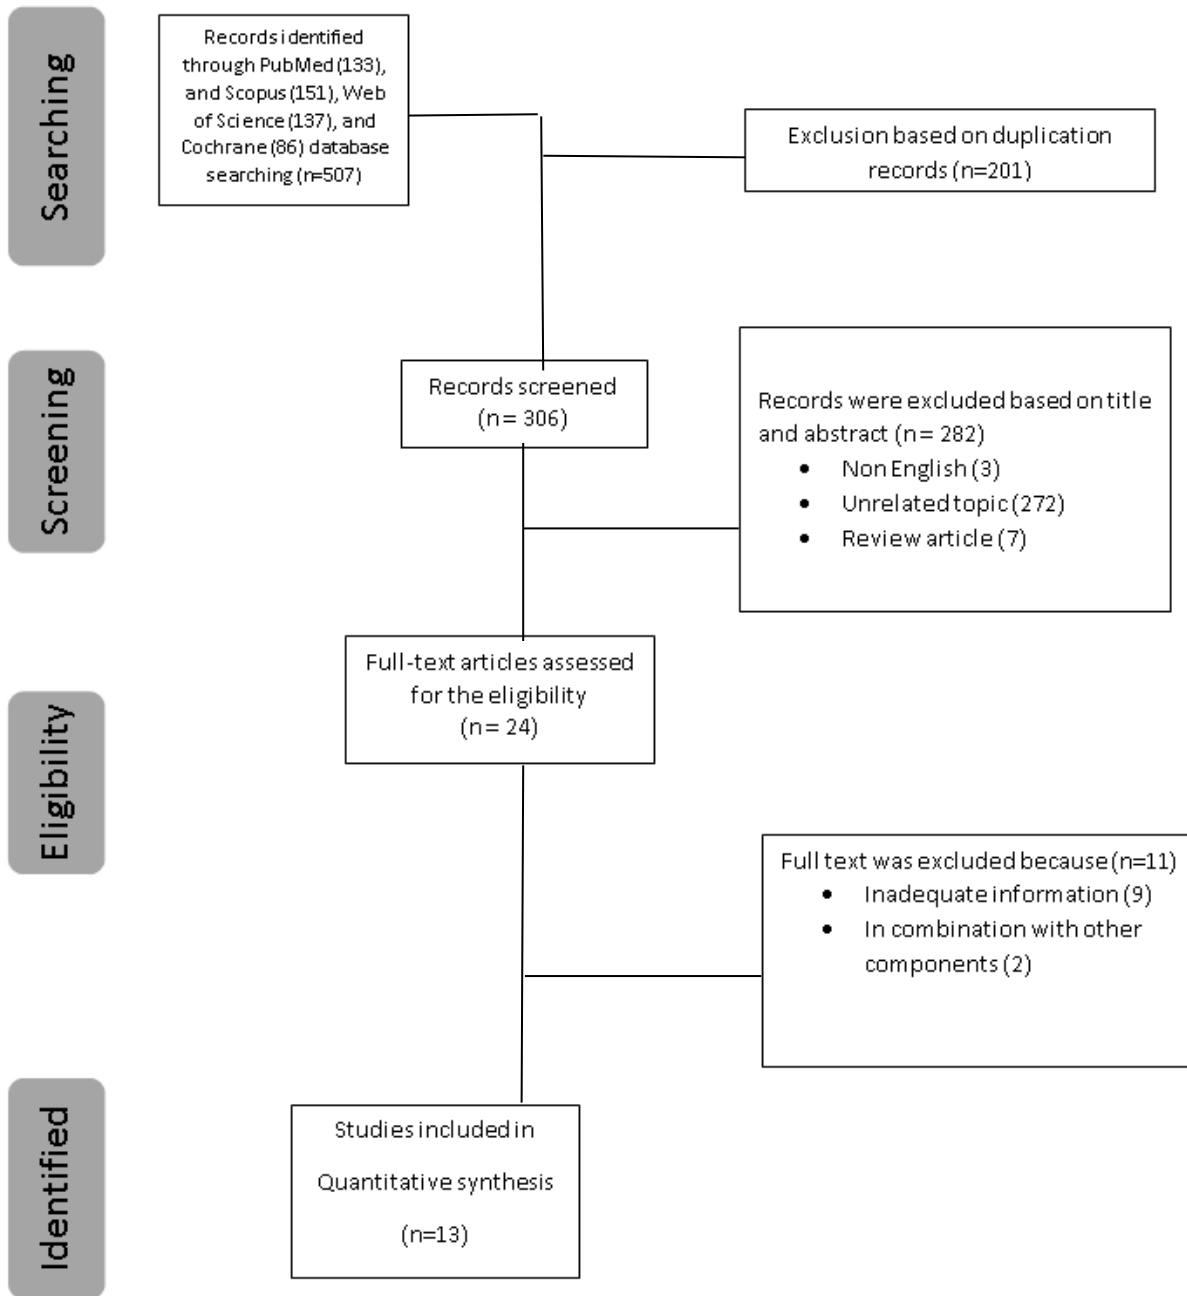 Searching
Records identified
through PubMed (133),
and Scopus (151), Web
of Science (137), and
Cochrane (86) database
searching (n=507)
Exclusion based on duplication
records (n=201)
Screening
Records screened
(n = 306)
Records were excluded based on title
and abstract (n = 282)
• Non English (3)
• Unrelated topic (272)
• Review article (7)
Eligibility
Full-text articles assessed
for the eligibility
(n = 24)
Full text was excluded because (n=11)
• Inadequate information (9)
• In combination with other
components (2)
Identified
Studies included in
Quantitative synthesis
(n=13)